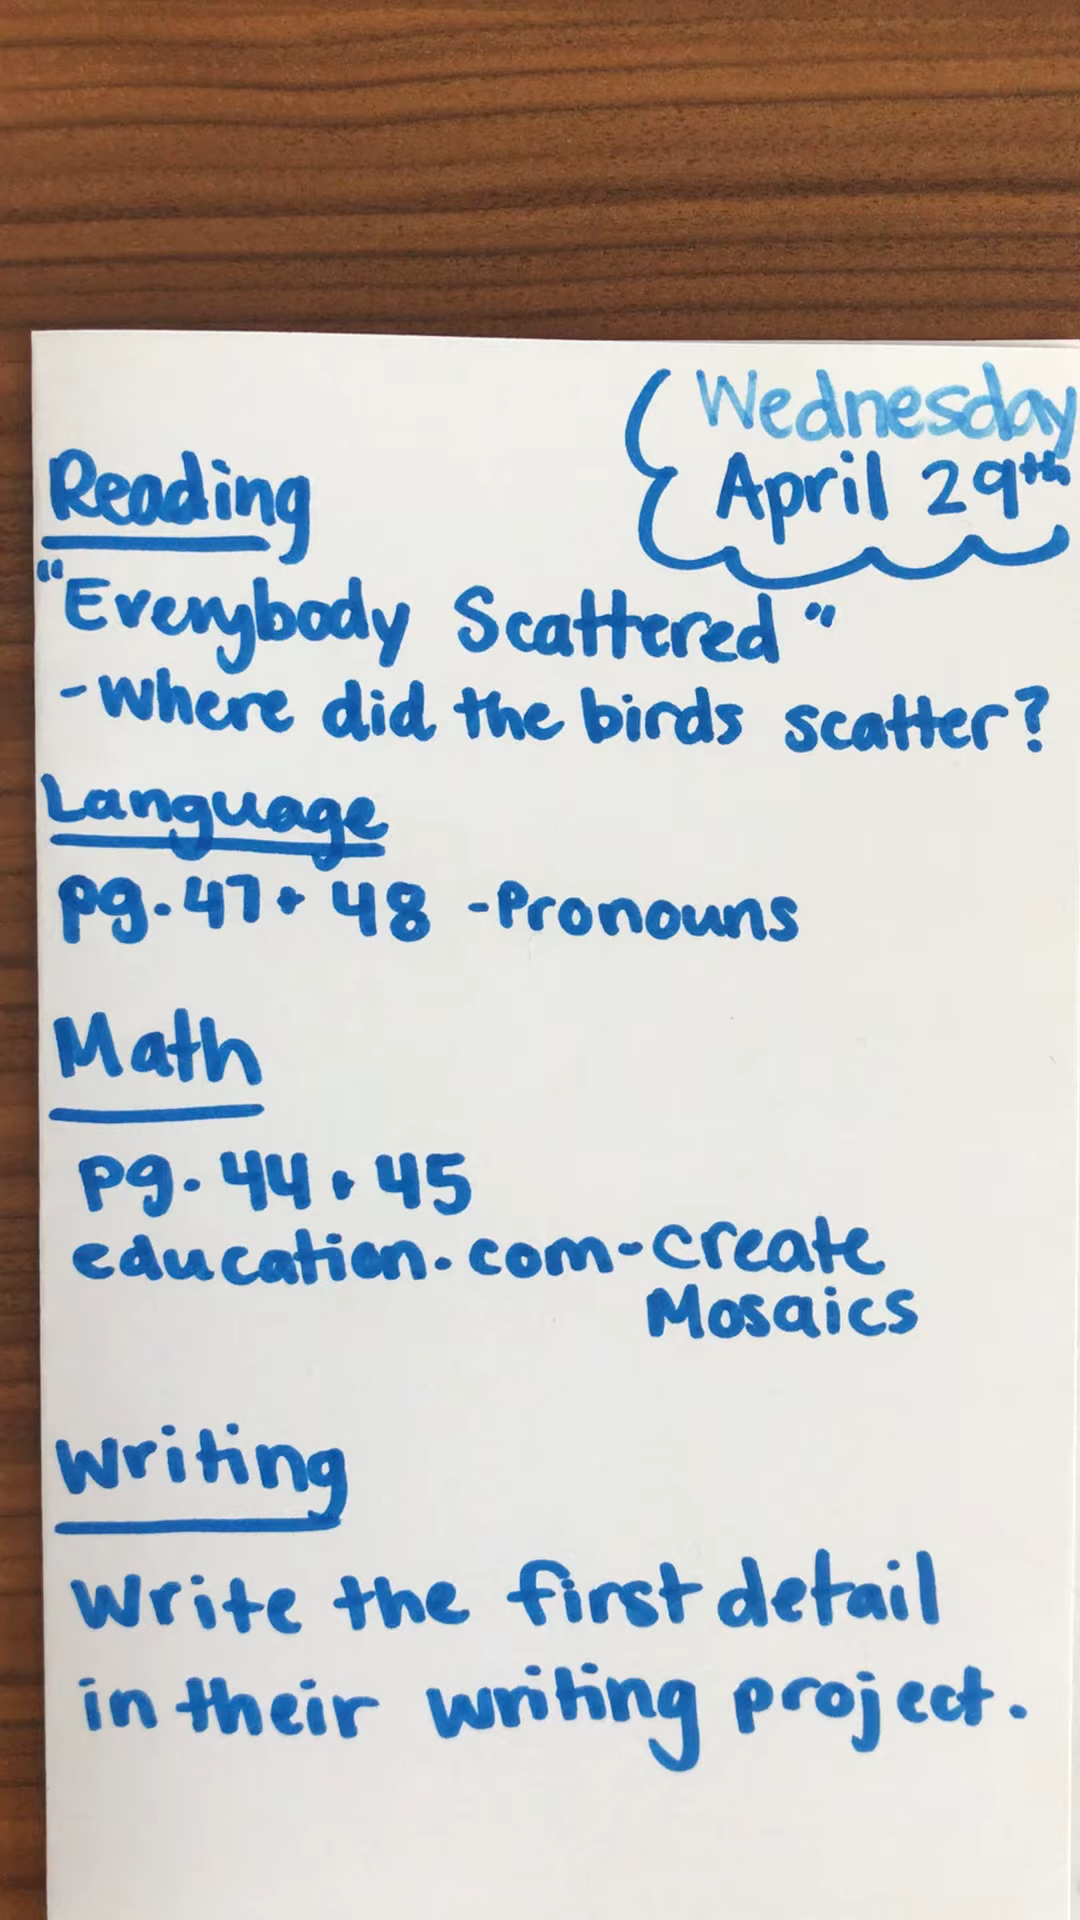 Wednesday
April 29th
Reading
"Everybody Scattered"
- Where did the birds scatter?
Language
pg. 47 + 48 - Pronouns
Math
pg. 44 + 45
education.com - create
Mosaics
Writing
Write the first detail
in their writing project.